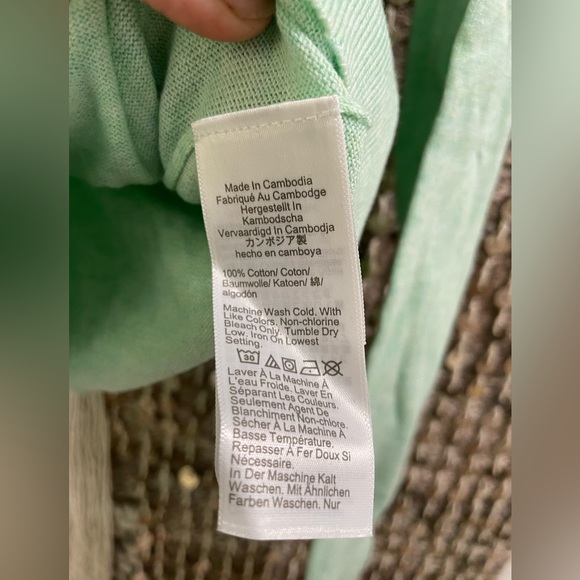 Made In Cambodia
Fabriqué Au Cambodge
Hergestellt In
Kambodscha
Vervaardigd In Cambodja
カンボジア製
hecho en camboya
100% Cotton/ Coton/
Baumwolle/ Katoen/ 綿/
algodón
Machine Wash Cold. With
Like Colors. Non-chlorine
Bleach Only. Tumble Dry
Low. Iron On Lowest
Setting.
30
Laver À La Machine À
L'eau Froide. Laver En
Séparant Les Couleurs.
Seulement Agent De
Blanchiment Non-chlore.
Sécher À La Machine À
Basse Température.
Repasser À Fer Doux Si
Nécessaire.
In Der Maschine Kalt
Waschen. Mit Ähnlichen
Farben Waschen. Nur